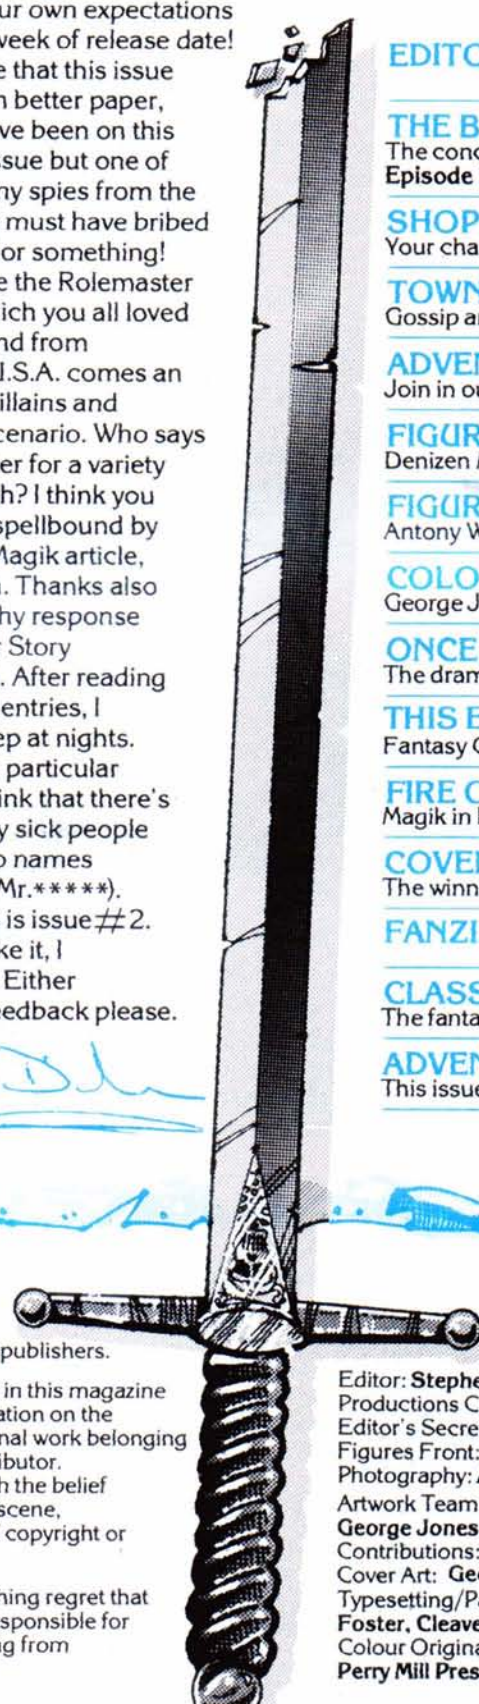 ur own expectations
week of release date!
e that this issue
n better paper,
ve been on this
ssue but one of
ny spies from the
must have bribed
or something!
e the Rolemaster
ich you all loved
nd from
J.S.A. comes an
illains and
cenario. Who says
er for a variety
h? I think you
spellbound by
Magik article,
. Thanks also
hy response
Story
. After reading
entries, I
ep at nights.
particular
ink that there's
y sick people
o names
Mr.*****).
is issue #2.
ke it, I
Either
eedback please.
publishers.
in this magazine
ation on the
nal work belonging
ibutor.
h the belief
scene,
copyright or
ning regret that
sponsible for
g from
EDITO
THE B
The conc
Episode
SHOP
Your cha
TOWN
Gossip a
ADVEN
Join in ou
FIGUR
Denizen
FIGUR
Antony W
COLO
George J
ONCE
The dram
THIS E
Fantasy
FIRE
Magik in
COVE
The winn
FANZI
CLASS
The fanta
ADVEN
This issue
Editor: Stephe
Productions C
Editor's Secre
Figures Front:
Photography:
Artwork Team
George Jones
Contributions:
Cover Art: Geo
Typesetting/Pa
Foster, Cleave
Colour Origina
Perry Mill Pres